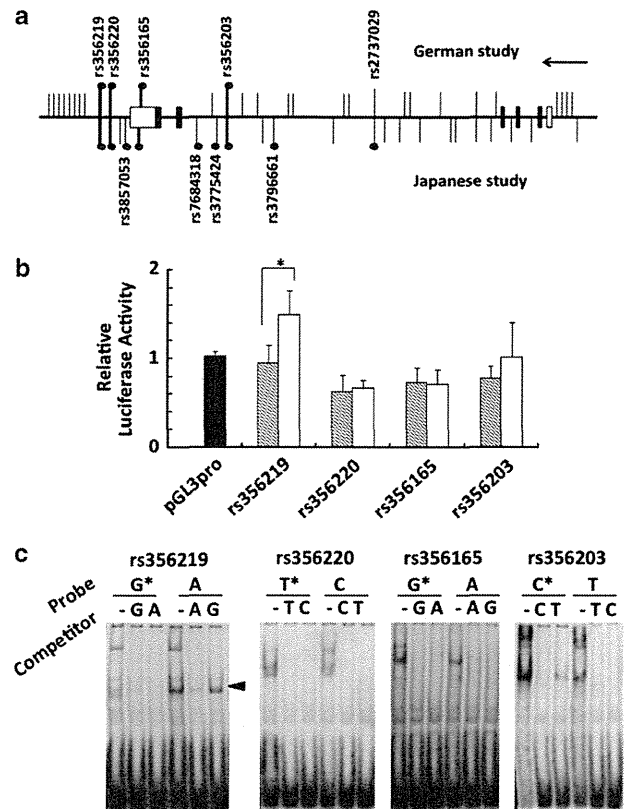 a
rs356219
rs356220
rs356165
rs356203
rs2737029
German study
rs3857053
rs7684318
rs3775424
rs3796661
Japanese study
b
Relative
Luciferase Activity
2
1
0
*
pGL3pro
rs356219
rs356220
rs356165
rs356203
c
rs356219 rs356220 rs356165 rs356203
Probe G* A T* C G* A C* T
Competitor - G A - A G - T C - C T - G A - A G - C T - T C